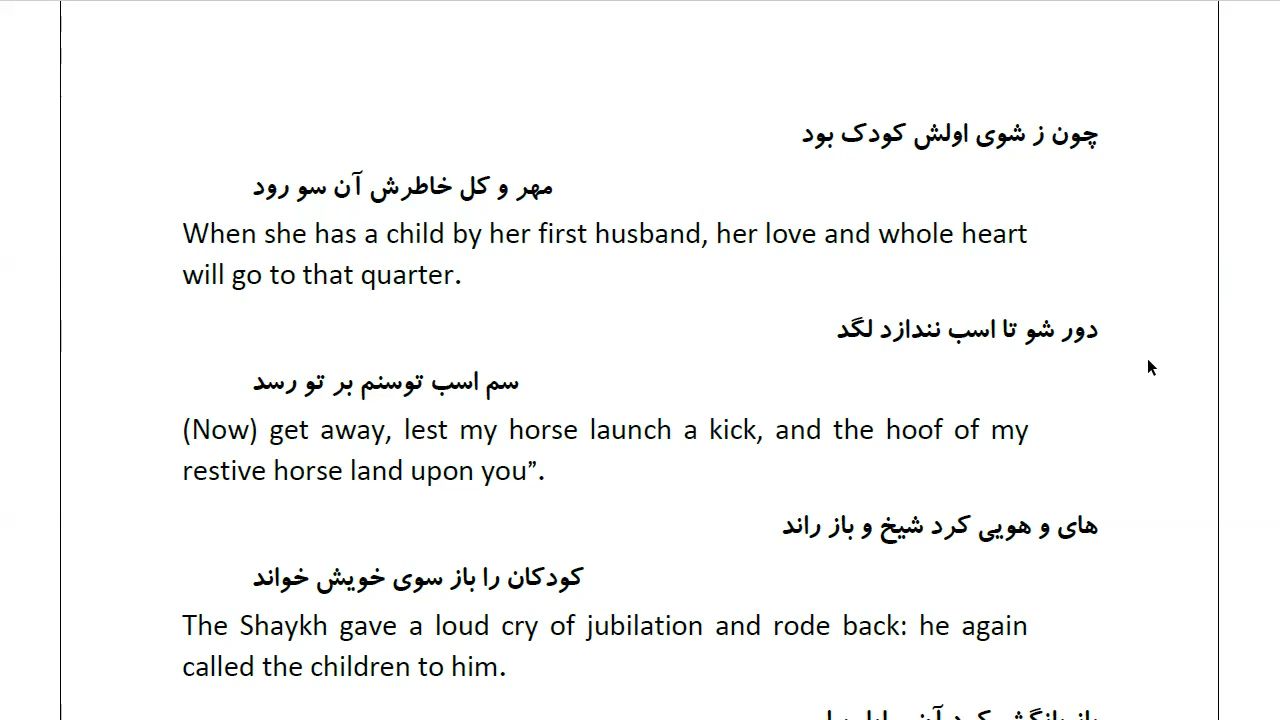 چون ز شوی اولش کودک بود
مهر و کل خاطرش آن سو رود
When she has a child by her first husband, her love and whole heart
will go to that quarter.
دور شو تا اسب نندازد لگد
سم اسب توسنم بر تو رسد
(Now) get away, lest my horse launch a kick, and the hoof of my
restive horse land upon you”.
های و هویی کرد شیخ و باز راند
کودکان را باز سوی خویش خواند
The Shaykh gave a loud cry of jubilation and rode back: he again
called the children to him.